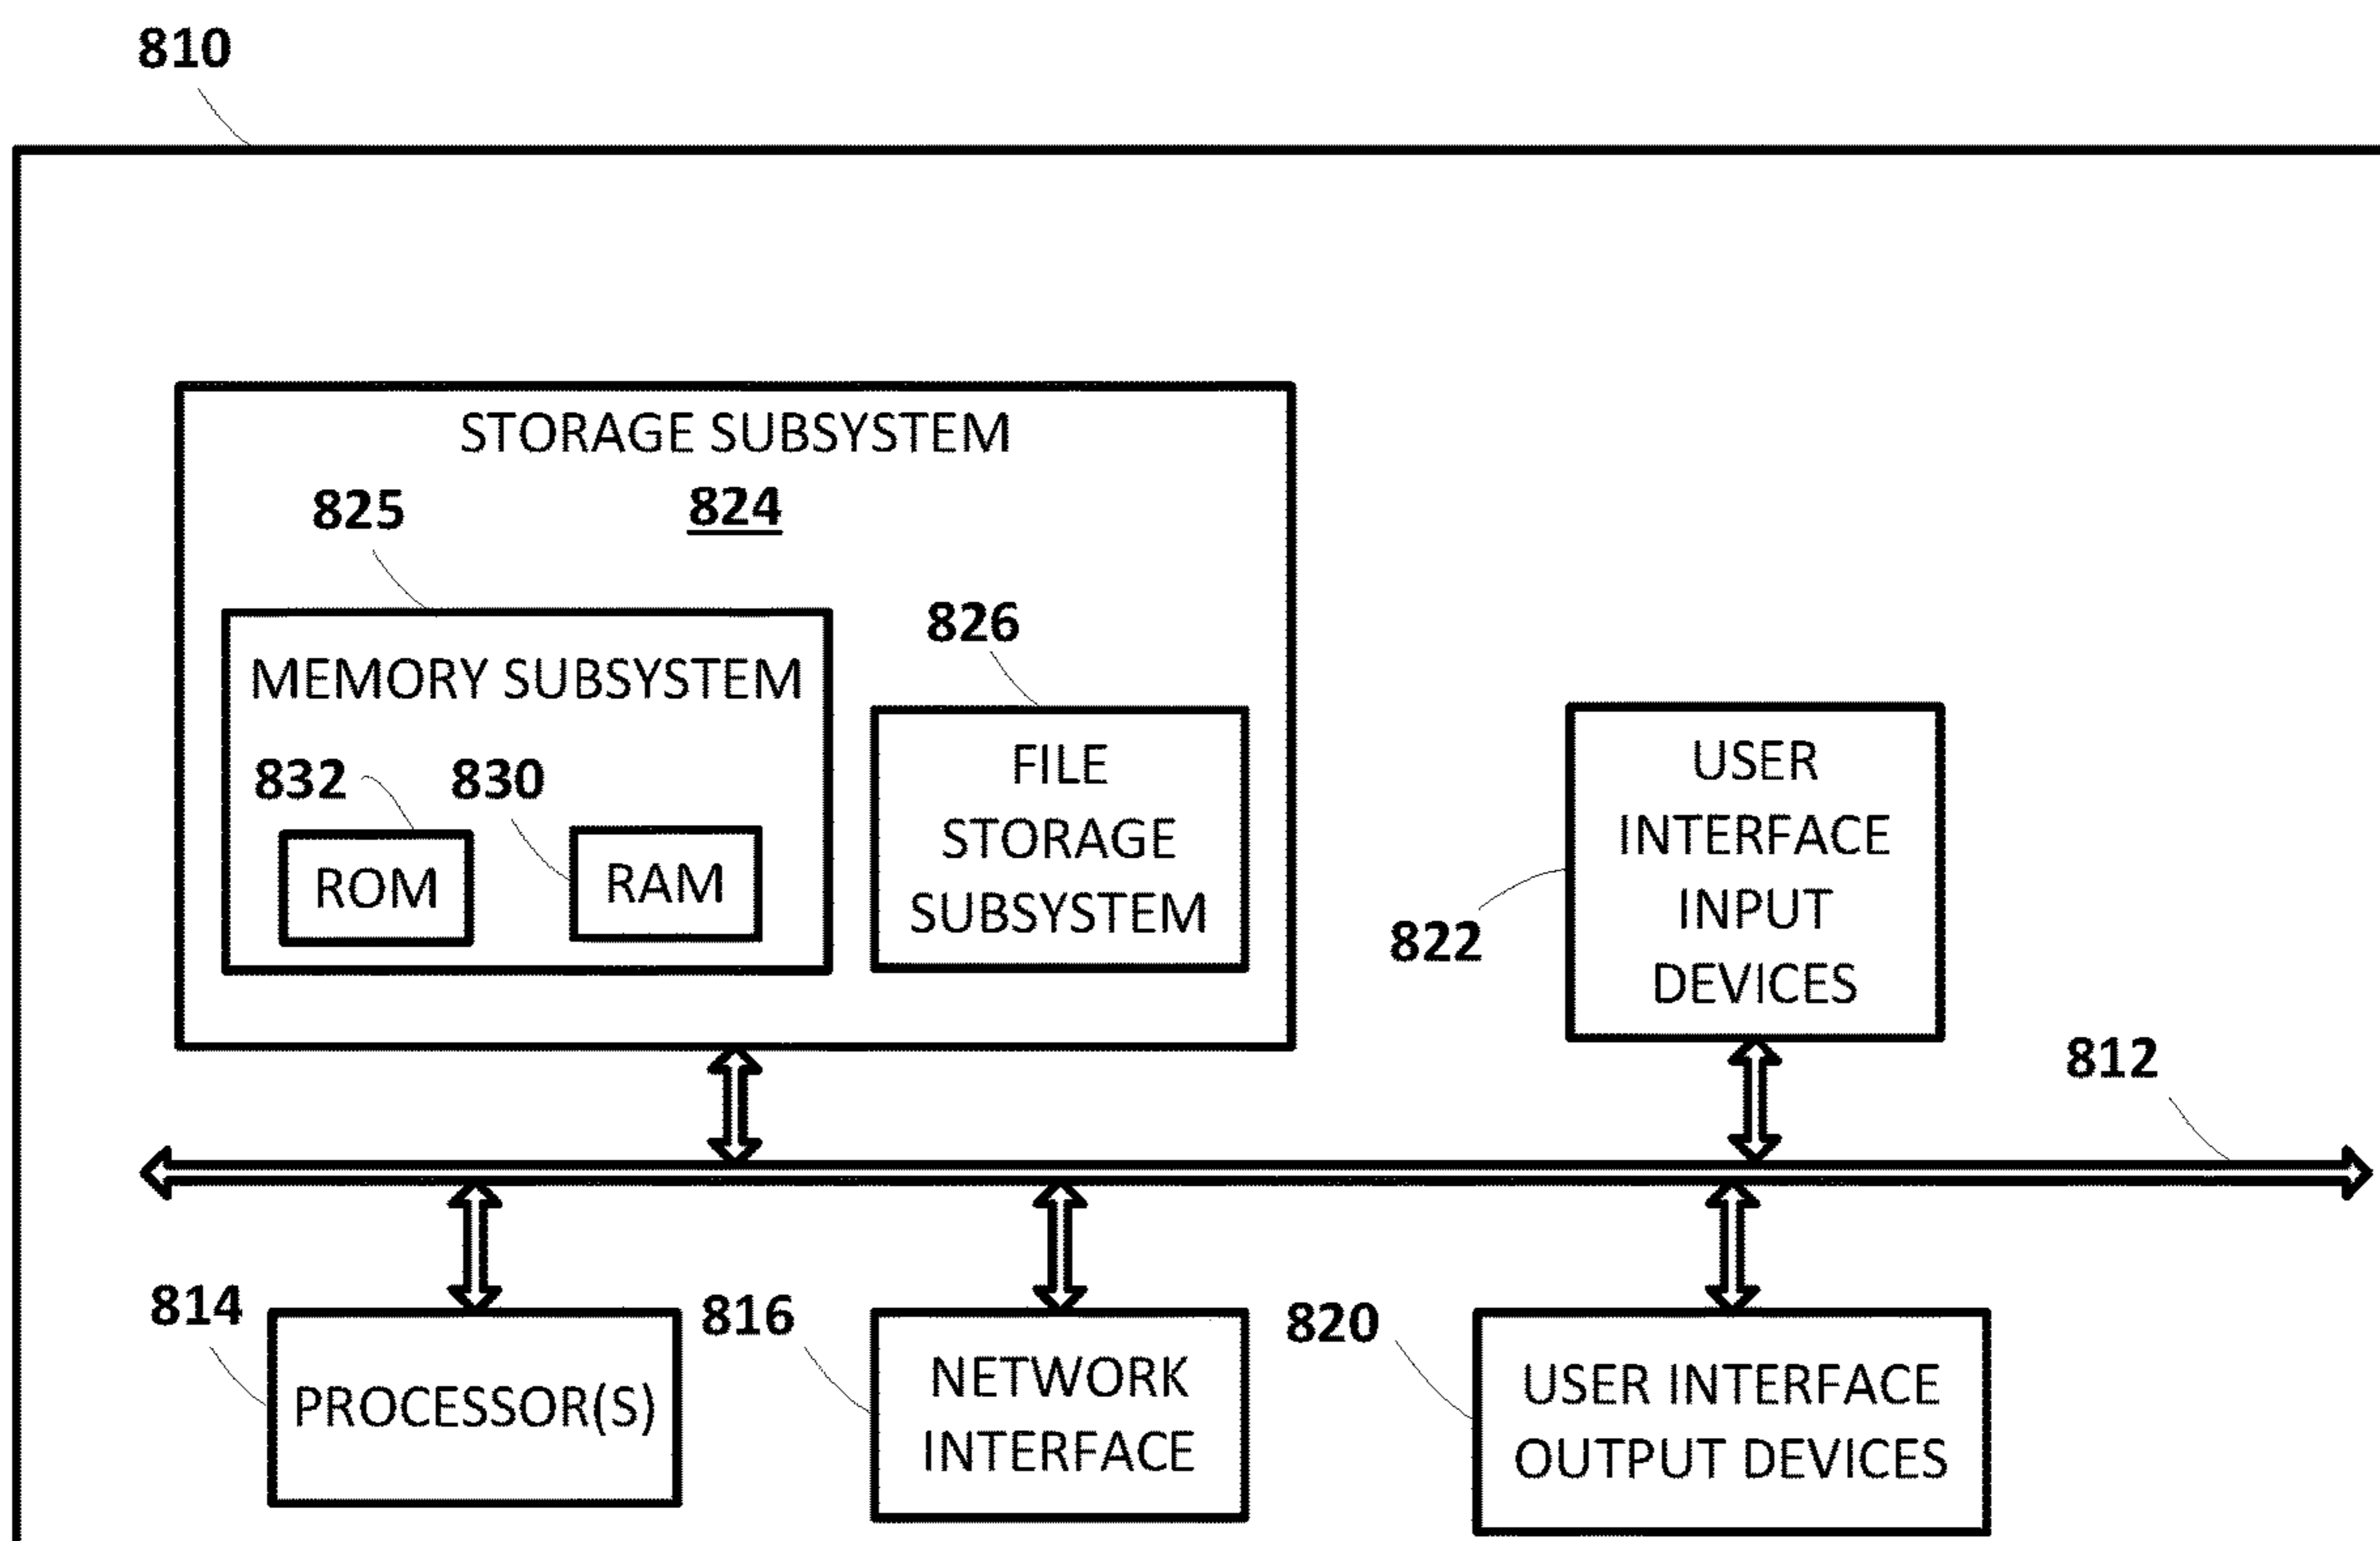 810
STORAGE SUBSYSTEM
824
825
MEMORY SUBSYSTEM
832
830
ROM
RAM
826
FILE
STORAGE
SUBSYSTEM
USER
INTERFACE
INPUT
DEVICES
822
812
814
PROCESSOR(S)
816
NETWORK
INTERFACE
820
USER INTERFACE
OUTPUT DEVICES